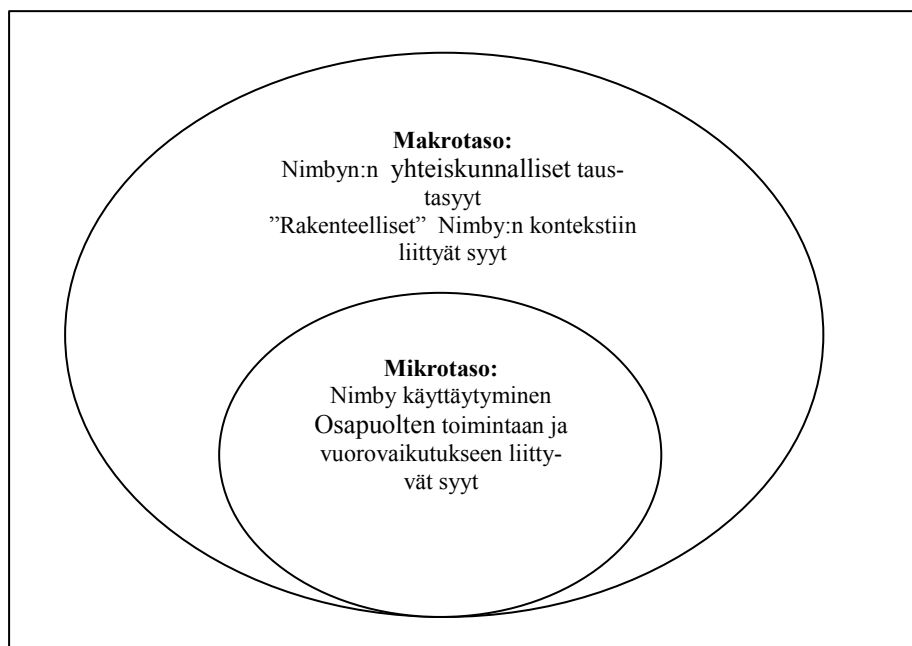 Makrotaso:
Nimbyn:n yhteiskunnalliset taus-
tasyyt
”Rakenteelliset” Nimby:n kontekstiin
liittyät syyt
Mikrotaso:
Nimby käyttäytyminen
Osapuolten toimintaan ja
vuorovaikutukseen liitty-
vät syyt